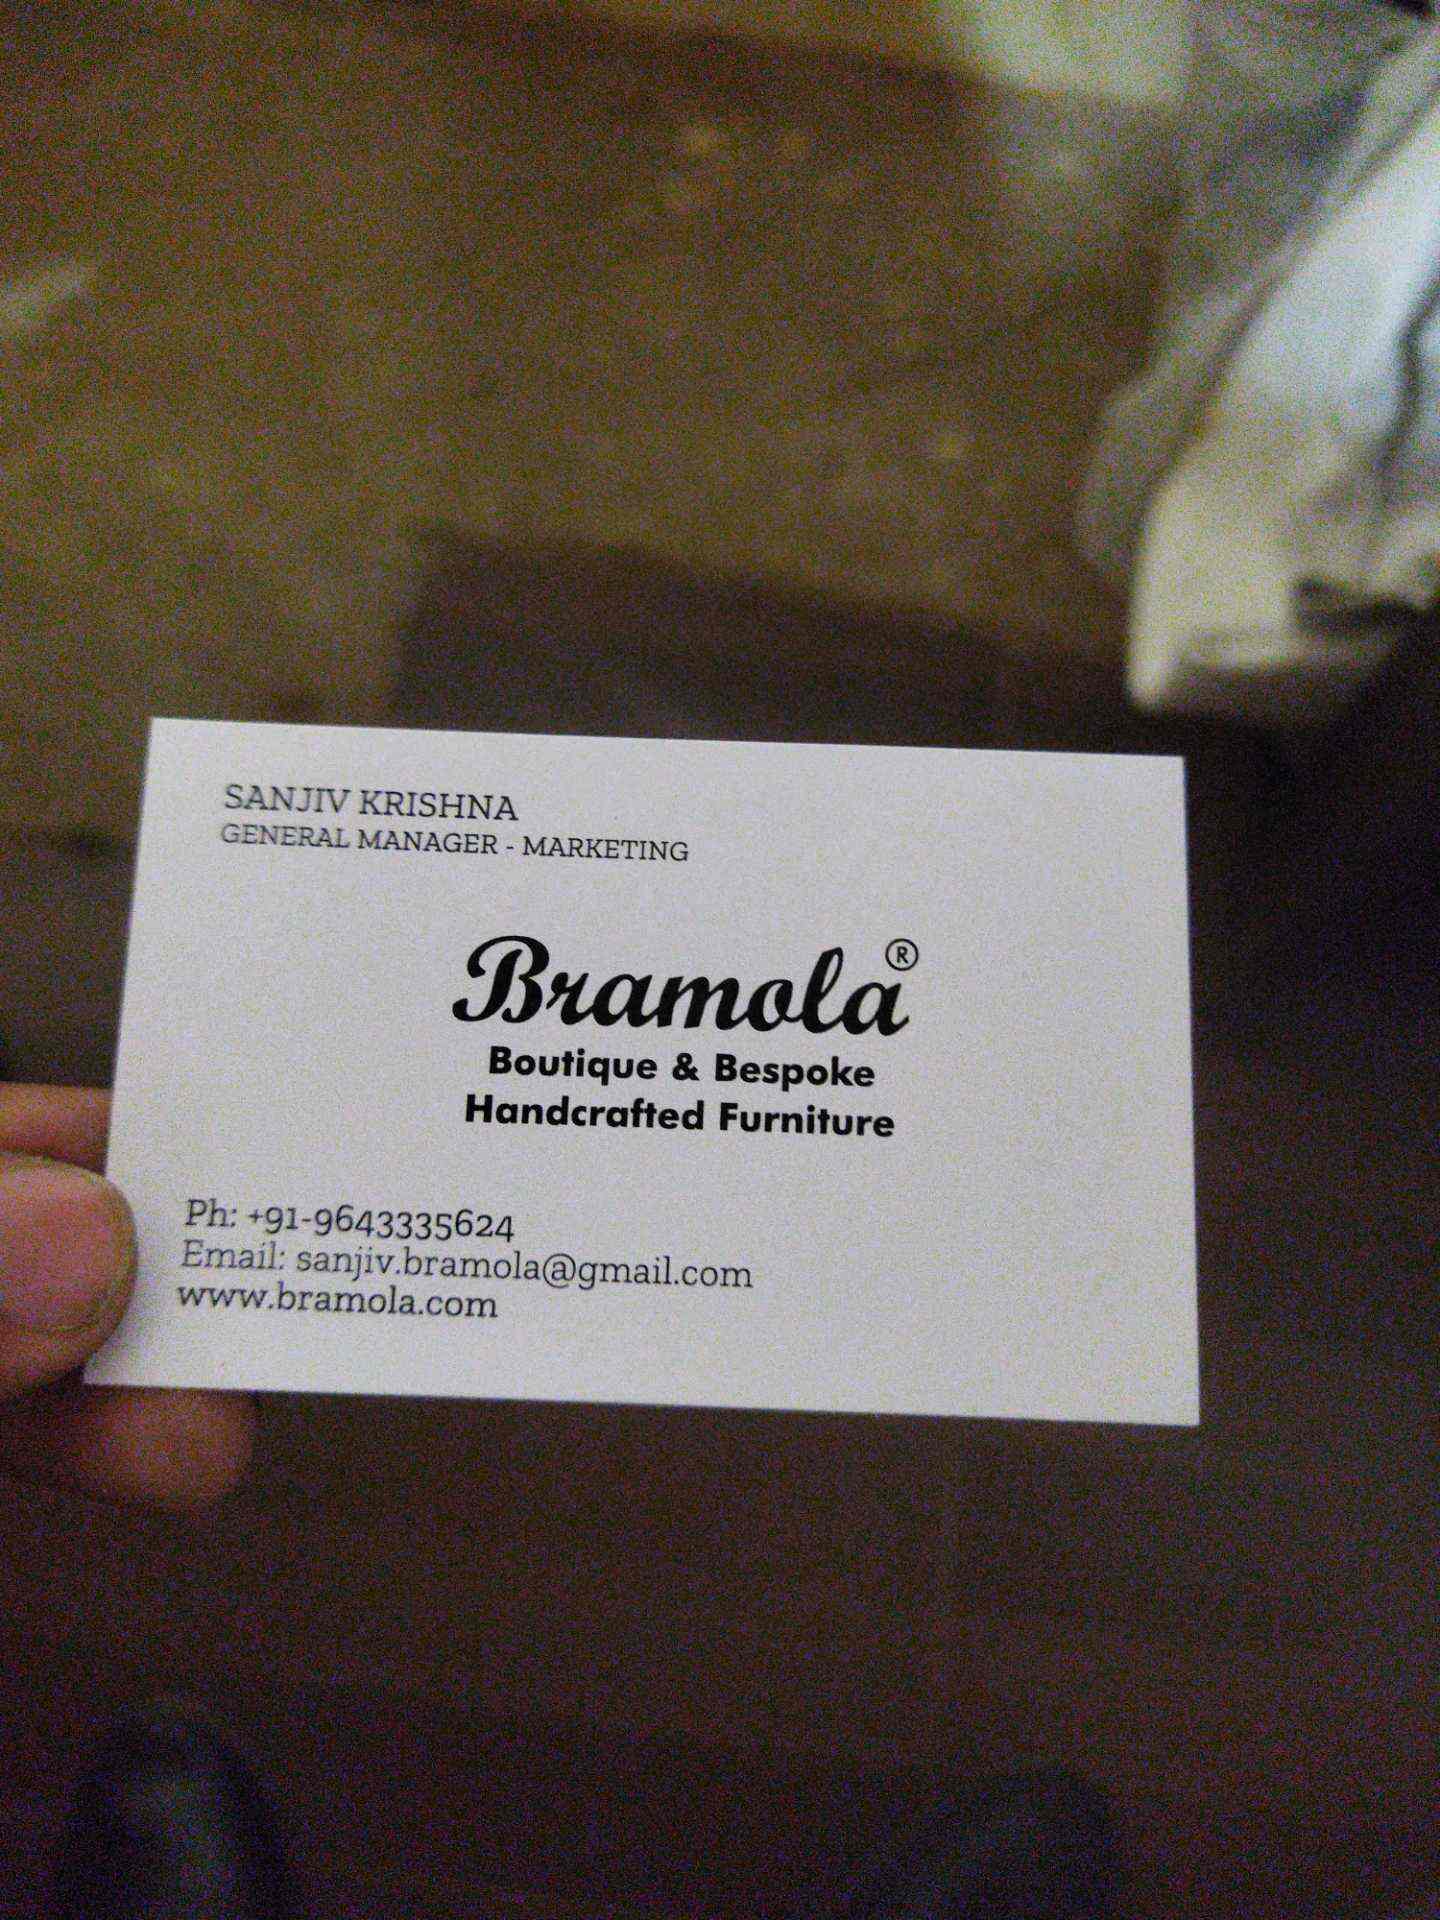 SANJIV KRISHNA
GENERAL MANAGER - MARKETING
Bramola®
Boutique & Bespoke
Handcrafted Furniture
Ph: +91-9643335624
Email: sanjiv.bramola@gmail.com
www.bramola.com